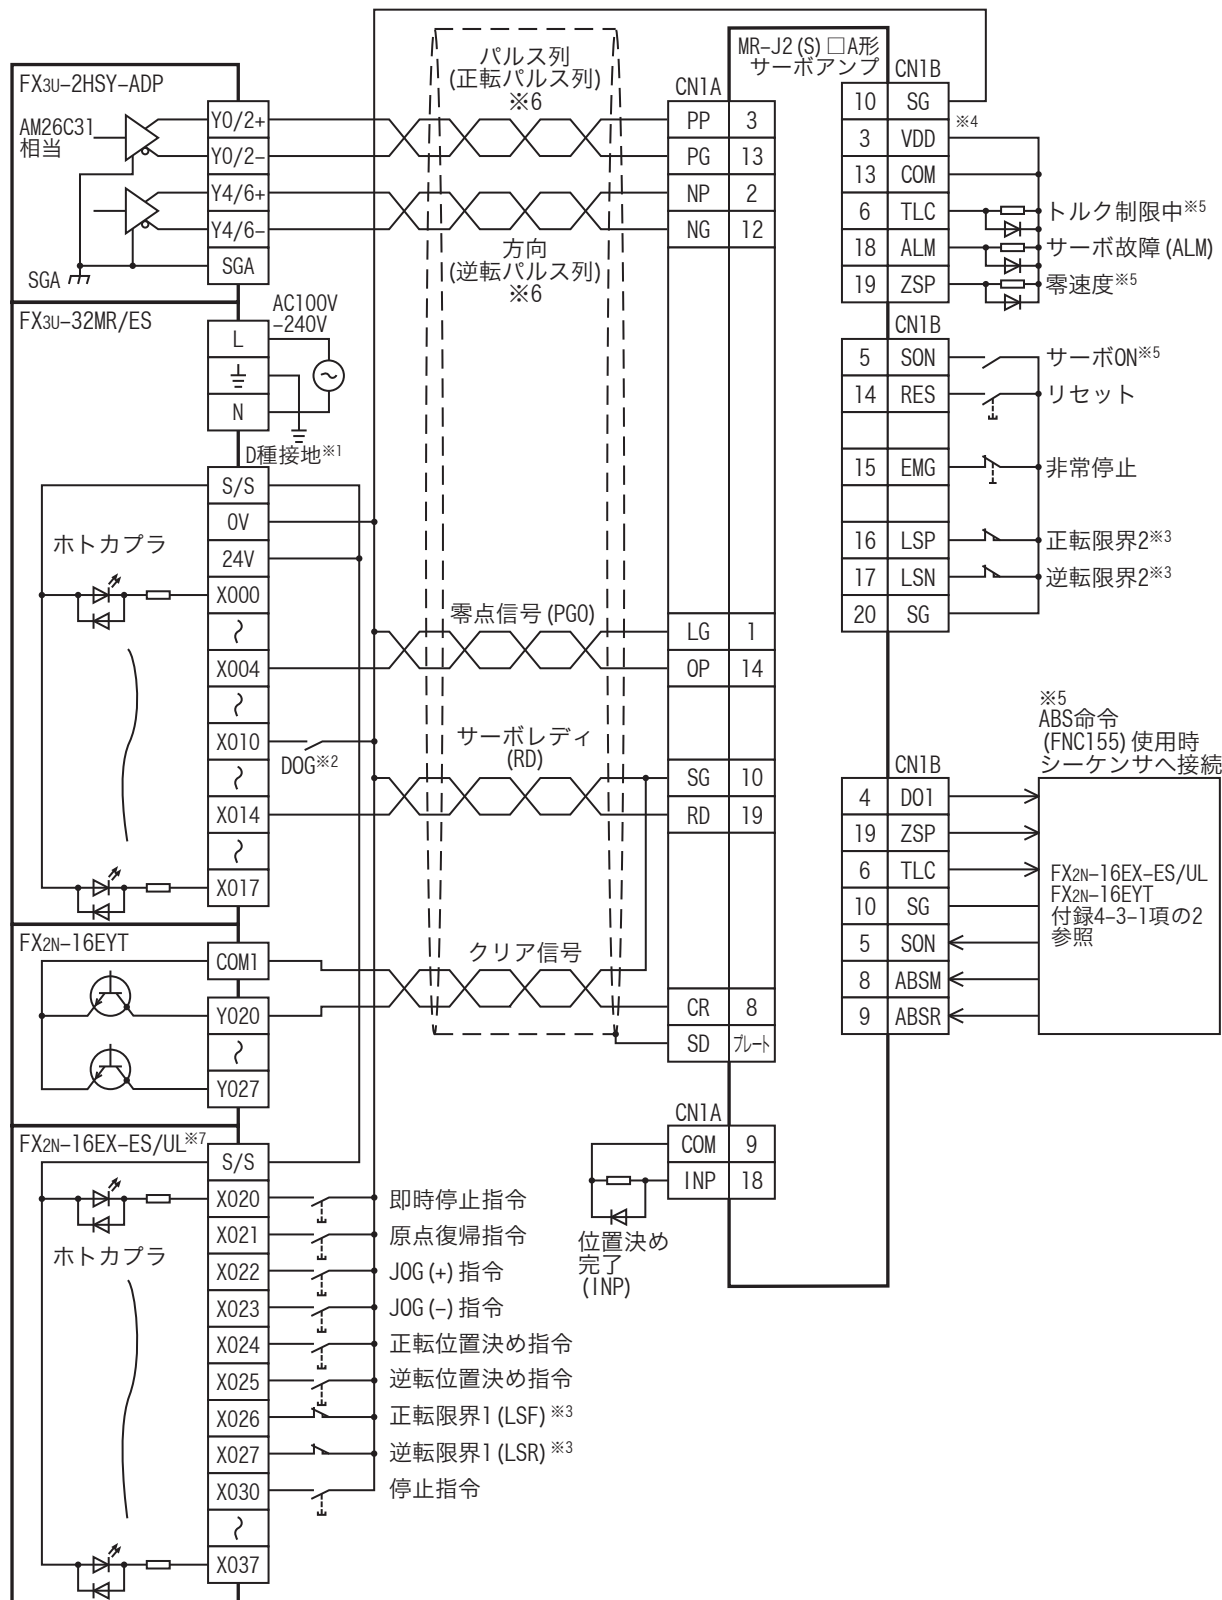 FX3U-2HSY-ADP
AM26C31
相当
Y0/2+
Y0/2-
Y4/6+
Y4/6-
SGA
SGA
パルス列
(正転パルス列)
※6
方向
(逆転パルス列)
※6
FX3U-32MR/ES
AC100V
-240V
L
N
D種接地※1
S/S
0V
24V
X000
X004
X010
X014
X017
ホトカプラ
DOG※2
零点信号(PG0)
サーボレディ
(RD)
クリア信号
FX2N-16EYT
COM1
Y020
Y027
FX2N-16EX-ES/UL※7
S/S
X020
X021
X022
X023
X024
X025
X026
X027
X030
X037
ホトカプラ
即時停止指令
原点復帰指令
JOG(+)指令
JOG(-)指令
正転位置決め指令
逆転位置決め指令
正転限界1(LSF)※3
逆転限界1(LSR)※3
停止指令
MR-J2(S)□A形
サーボアンプ
CN1A
PP 3
PG 13
NP 2
NG 12
LG 1
OP 14
SG 10
RD 19
CR 8
SD プレート
CN1A
COM 9
INP 18
位置決め
完了
(INP)
CN1B
10 SG
※4
3 VDD
13 COM
6 TLC
18 ALM
19 ZSP
トルク制限中※5
サーボ故障(ALM)
零速度※5
CN1B
5 SON
14 RES
15 EMG
16 LSP
17 LSN
20 SG
サーボON※5
リセット
非常停止
正転限界2※3
逆転限界2※3
CN1B
4 DO1
19 ZSP
6 TLC
10 SG
5 SON
8 ABSM
9 ABSR
※5
ABS命令
(FNC155)使用時
シーケンサへ接続
FX2N-16EX-ES/UL
FX2N-16EYT
付録4-3-1項の2
参照